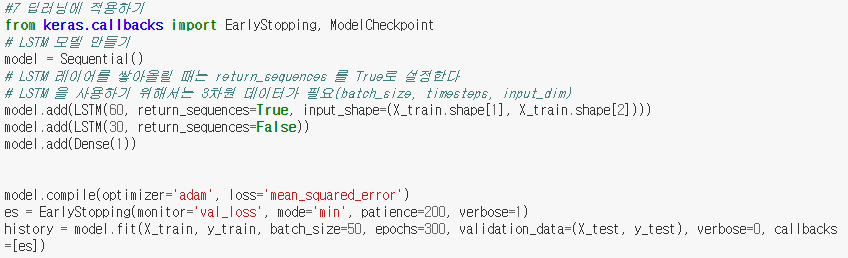 #7 딥러닝에 적용하기
from keras.callbacks import EarlyStopping, ModelCheckpoint
# LSTM 모델 만들기
model = Sequential()
# LSTM 레이어를 쌓아올릴 때는 return_sequences 를 True로 설정한다
# LSTM 을 사용하기 위해서는 3차원 데이터가 필요(batch_size, timesteps, input_dim)
model.add(LSTM(60, return_sequences=True, input_shape=(X_train.shape[1], X_train.shape[2])))
model.add(LSTM(30, return_sequences=False))
model.add(Dense(1))
model.compile(optimizer='adam', loss='mean_squared_error')
es = EarlyStopping(monitor='val_loss', mode='min', patience=200, verbose=1)
history = model.fit(X_train, y_train, batch_size=50, epochs=300, validation_data=(X_test, y_test), verbose=0, callbacks
=[es])